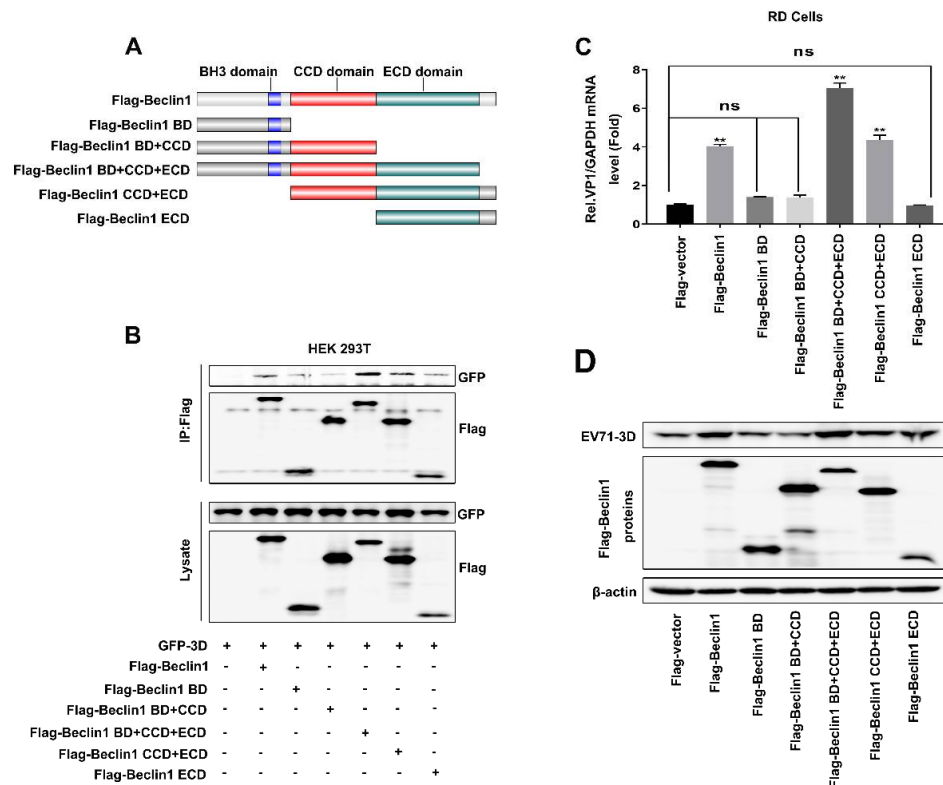 A
BH3 domain CCD domain ECD domain
Flag-Beclin1
Flag-Beclin1 BD
Flag-Beclin1 BD+CCD
Flag-Beclin1 BD+CCD+ECD
Flag-Beclin1 CCD+ECD
Flag-Beclin1 ECD
B
HEK 293T
IP:Flag
GFP
Flag
Lysate
GFP
Flag
GFP-3D + + + + + + +
Flag-Beclin1 - + - - - - -
Flag-Beclin1 BD - - + - - - -
Flag-Beclin1 BD+CCD - - - + - - -
Flag-Beclin1 BD+CCD+ECD - - - - + - -
Flag-Beclin1 CCD+ECD - - - - - + -
Flag-Beclin1 ECD - - - - - - +
RD Cells
C
Rel.VP1/GAPDH mRNA
level (Fold)
8
6
4
2
0
ns
ns
**
**
**
Flag-vector
Flag-Beclin1
Flag-Beclin1 BD
Flag-Beclin1 BD+CCD
Flag-Beclin1 BD+CCD+ECD
Flag-Beclin1 CCD+ECD
Flag-Beclin1 ECD
D
EV71-3D
Flag-Beclin1
proteins
β-actin
Flag-vector
Flag-Beclin1
Flag-Beclin1 BD
Flag-Beclin1 BD+CCD
Flag-Beclin1 BD+CCD+ECD
Flag-Beclin1 CCD+ECD
Flag-Beclin1 ECD